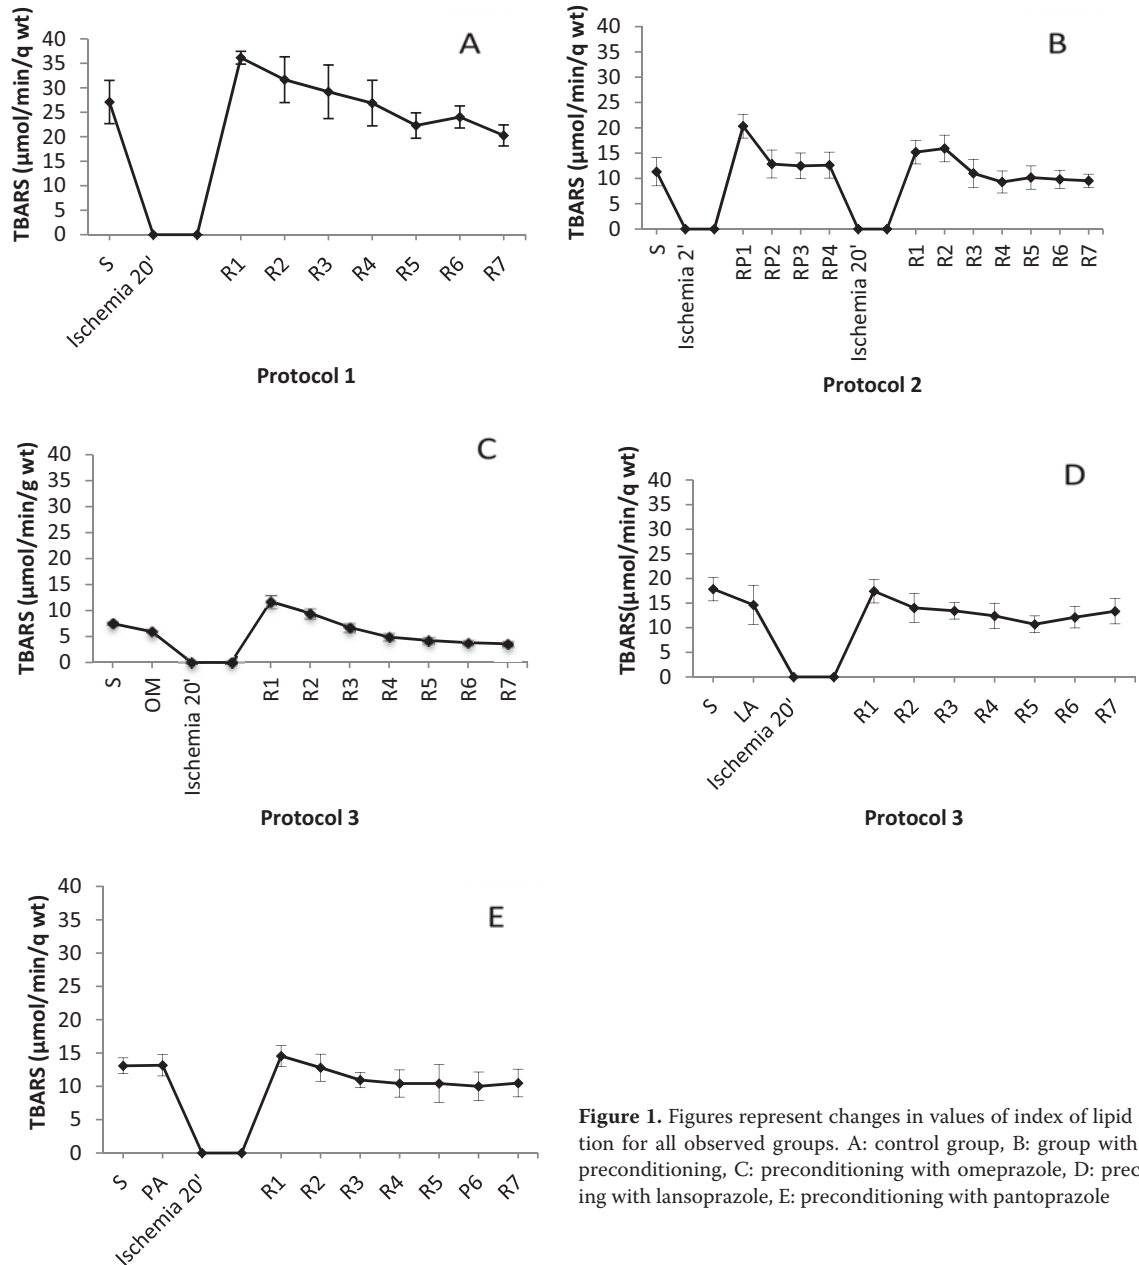 A
TBARS (µmol/min/q wt)
40
35
30
25
20
15
10
5
0
S
Ischemia 20'
R1
R2
R3
R4
R5
R6
R7
Protocol 1
B
TBARS (µmol/min/q wt)
40
35
30
25
20
15
10
5
0
S
Ischemia 2'
RP1
RP2
RP3
RP4
Ischemia 20'
R1
R2
R3
R4
R5
R6
R7
Protocol 2
C
TBARS (µmol/min/g wt)
40
35
30
25
20
15
10
5
0
S
OM
Ischemia 20'
R1
R2
R3
R4
R5
R6
R7
Protocol 3
D
TBARS(µmol/min/q wt)
40
35
30
25
20
15
10
5
0
S
LA
Ischemia 20'
R1
R2
R3
R4
R5
R6
R7
Protocol 3
E
TBARS (µmol/min/q wt)
40
35
30
25
20
15
10
5
0
S
PA
Ischemia 20'
R1
R2
R3
R4
R5
P6
R7
Figure 1. Figures represent changes in values of index of lipid
tion for all observed groups. A: control group, B: group with
preconditioning, C: preconditioning with omeprazole, D: prec
ing with lansoprazole, E: preconditioning with pantoprazole